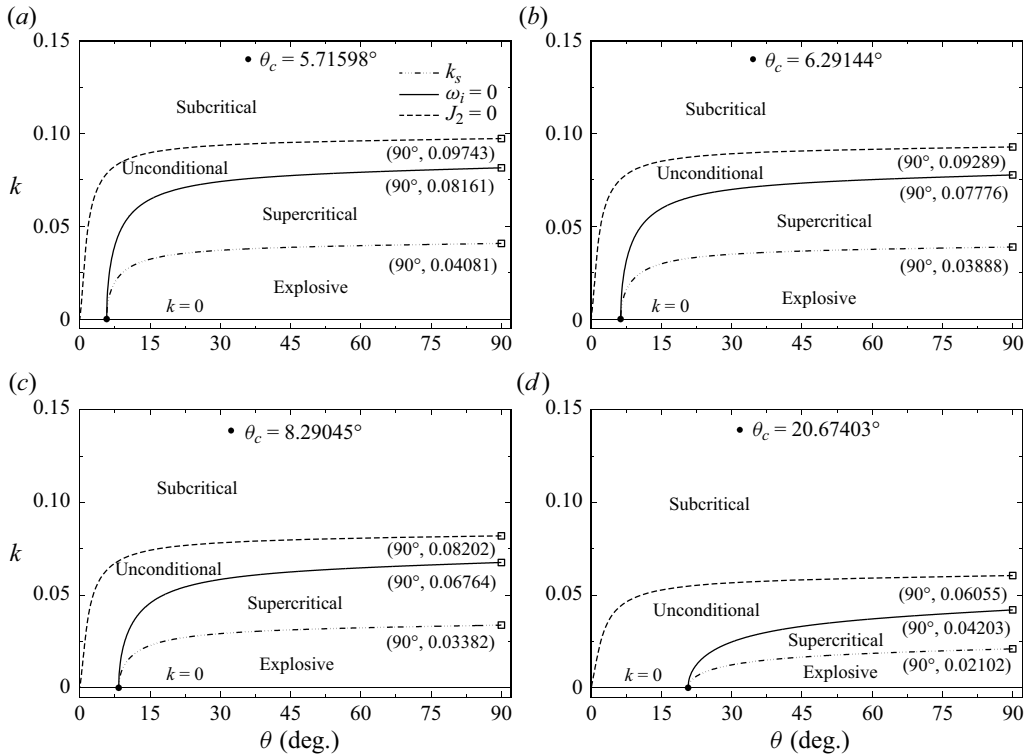 (a)
0.15
0.10
0.05
0
k
θc = 5.71598°
ks
ωi = 0
J2 = 0
Subcritical
(90°, 0.09743)
Unconditional
(90°, 0.08161)
Supercritical
(90°, 0.04081)
Explosive
k = 0
0 15 30 45 60 75 90
(b)
0.15
0.10
0.05
0
θc = 6.29144°
Subcritical
(90°, 0.09289)
Unconditional
(90°, 0.07776)
Supercritical
(90°, 0.03888)
Explosive
k = 0
0 15 30 45 60 75 90
(c)
0.15
0.10
0.05
0
k
θc = 8.29045°
Subcritical
(90°, 0.08202)
Unconditional
(90°, 0.06764)
Supercritical
(90°, 0.03382)
Explosive
k = 0
0 15 30 45 60 75 90
θ (deg.)
(d)
0.15
0.10
0.05
0
θc = 20.67403°
Subcritical
(90°, 0.06055)
Unconditional
(90°, 0.04203)
Supercritical
(90°, 0.02102)
Explosive
k = 0
0 15 30 45 60 75 90
θ (deg.)